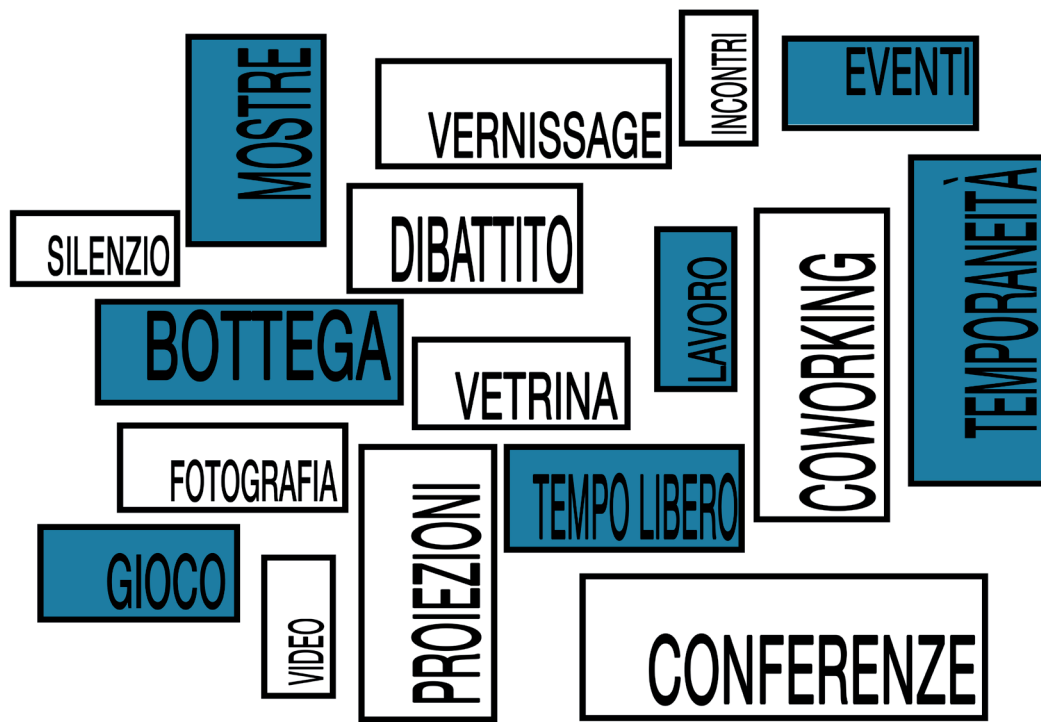 MOSTRE
VERNISSAGE
INCONTRI
EVENTI
SILENZIO
DIBATTITO
LAVORO
COWORKING
TEMPORANEITÀ
BOTTEGA
VETRINA
FOTOGRAFIA
PROIEZIONI
TEMPO LIBERO
GIOCO
VIDEO
CONFERENZE